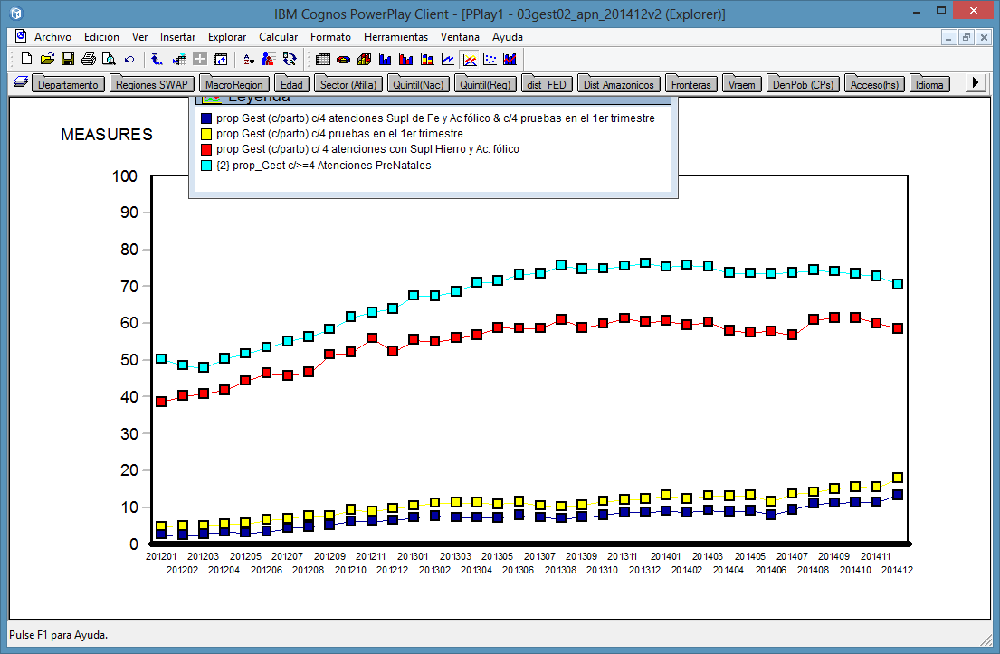 IBM Cognos PowerPlay Client - [PPlay1 - 03gest02_apn_201412v2 (Explorer)]
Archivo Edición Ver Insertar Explorar Calcular Formato Herramientas Ventana Ayuda
Departamento Regiones SWAP MacroRegion Edad Sector (Afilia) Quintil(Nac) Quintil(Reg) dist_FED Dist Amazonicos Fronteras Vraem DenPob (CPs) Acceso(hs) Idioma
Leyenda
prop Gest (c/parto) c/4 atenciones Supl de Fe y Ac fólico & c/4 pruebas en el 1er trimestre
prop Gest (c/parto) c/4 pruebas en el 1er trimestre
prop Gest (c/parto) c/ 4 atenciones con Supl Hierro y Ac. fólico
{2} prop_Gest c/>=4 Atenciones PreNatales
MEASURES
100
90
80
70
60
50
40
30
20
10
0
201201 201203 201205 201207 201209 201211 201301 201303 201305 201307 201309 201311 201401 201403 201405 201407 201409 201411
201202 201204 201206 201208 201210 201212 201302 201304 201306 201308 201310 201312 201402 201404 201406 201408 201410 201412
Pulse F1 para Ayuda.